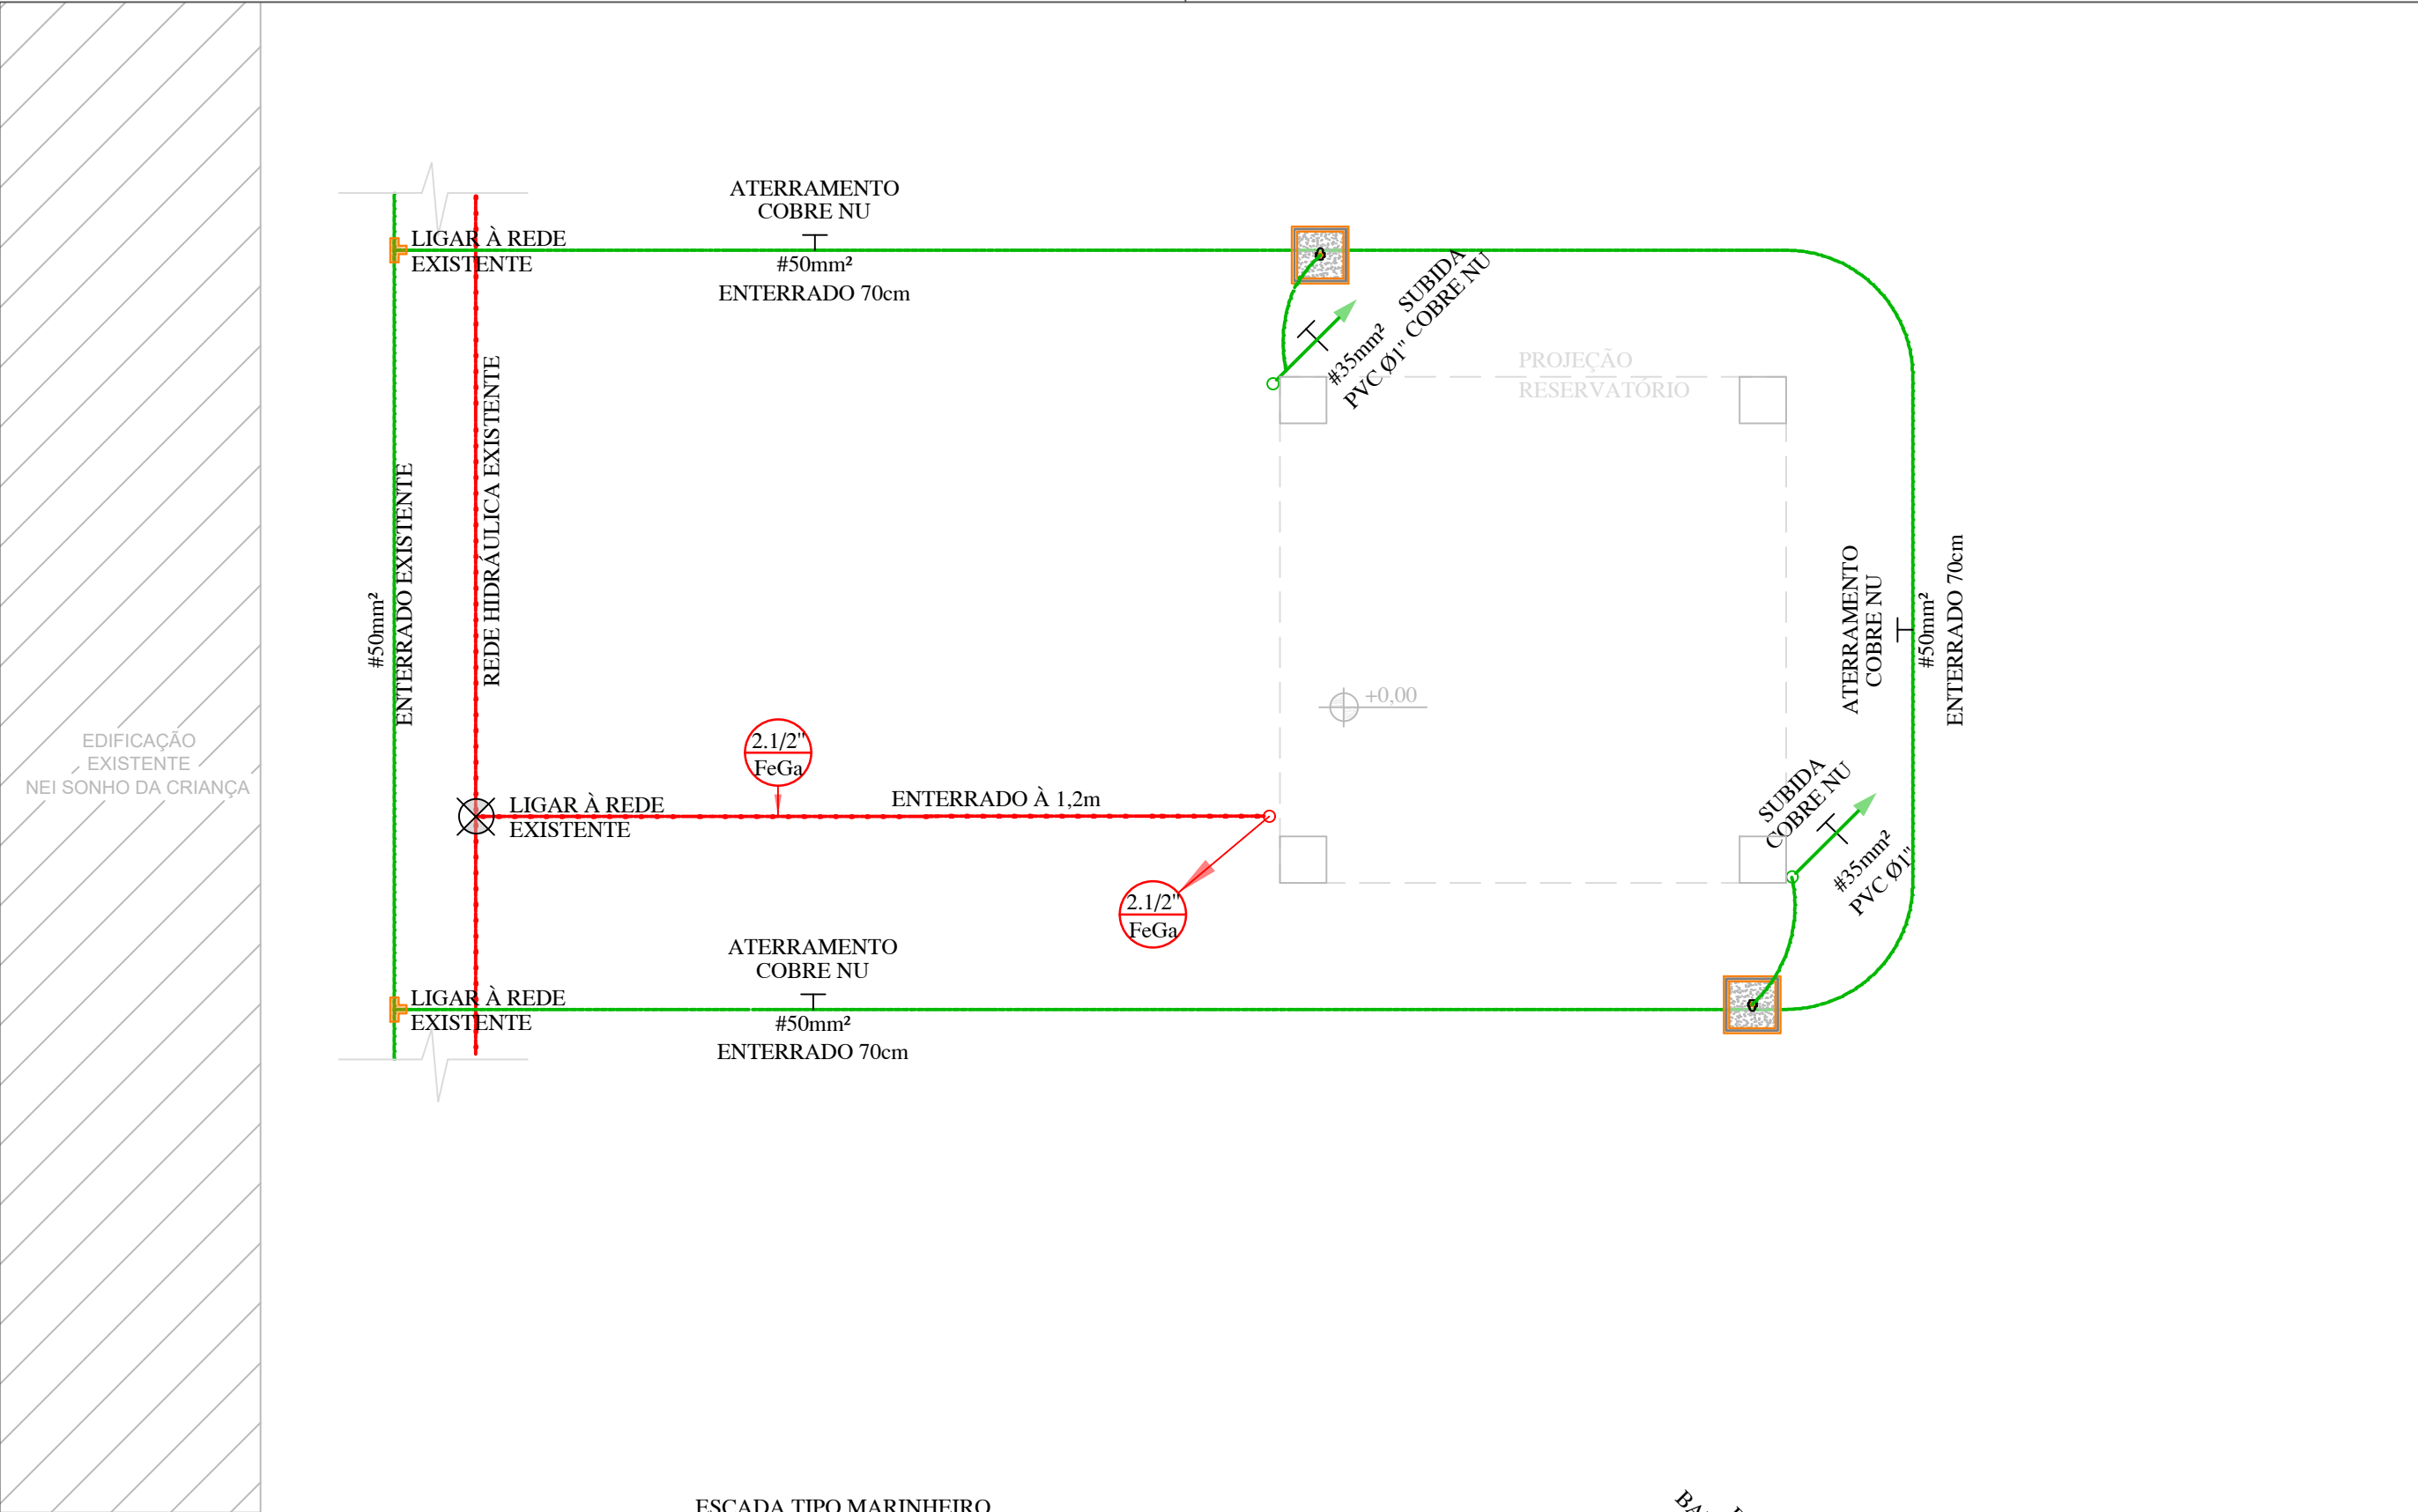 ATERRAMENTO
COBRE NU
LIGAR À REDE
EXISTENTE
#50mm²
ENTERRADO 70cm
SUBIDA
COBRE NU
#35mm²
PVC Ø1"
PROJEÇÃO
RESERVATÓRIO
#50mm²
ENTERRADO EXISTENTE
REDE HIDRÁULICA EXISTENTE
ATERRAMENTO
COBRE NU
#50mm²
ENTERRADO 70cm
+0,00
EDIFICAÇÃO
EXISTENTE
NEI SONHO DA CRIANÇA
2.1/2"
FeGa
LIGAR À REDE
EXISTENTE
ENTERRADO À 1,2m
SUBIDA
COBRE NU
#35mm²
PVC Ø1"
2.1/2"
FeGa
ATERRAMENTO
COBRE NU
LIGAR À REDE
EXISTENTE
#50mm²
ENTERRADO 70cm
ESCADA TIPO MARINHEIRO